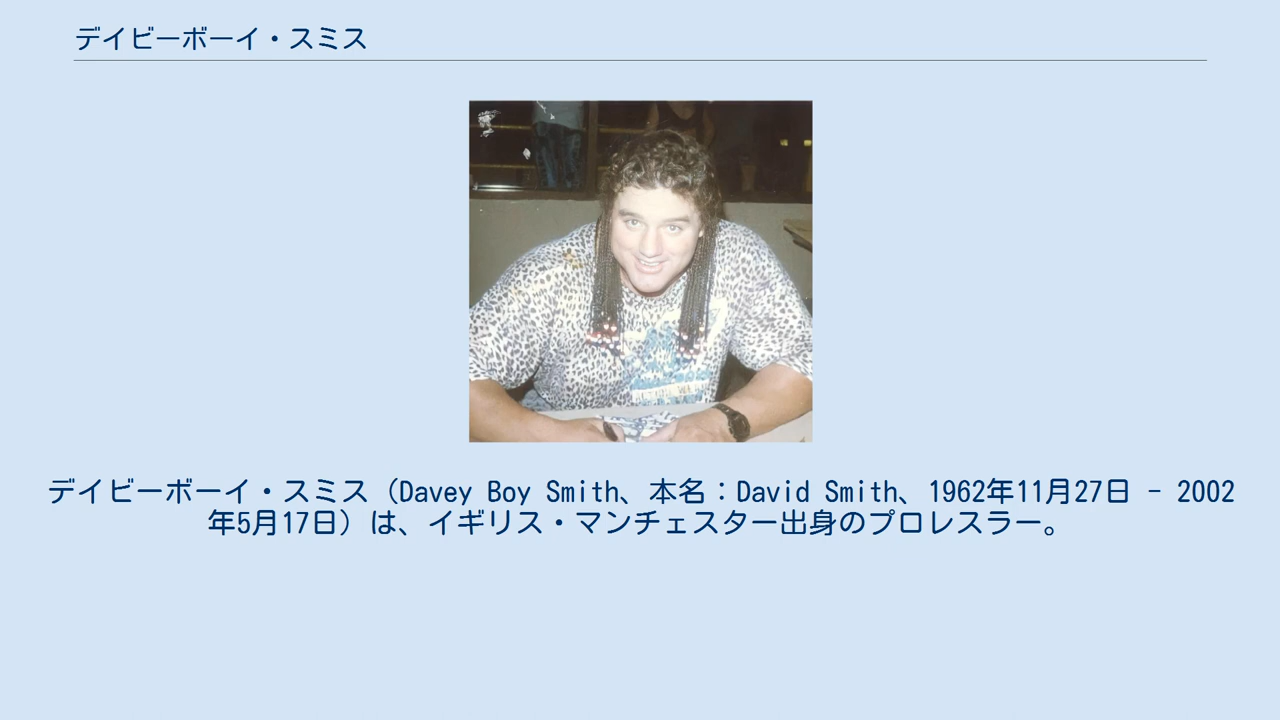 デイビーボーイ・スミス
デイビーボーイ・スミス（Davey Boy Smith、本名：David Smith、1962年11月27日 - 2002
年5月17日）は、イギリス・マンチェスター出身のプロレスラー。